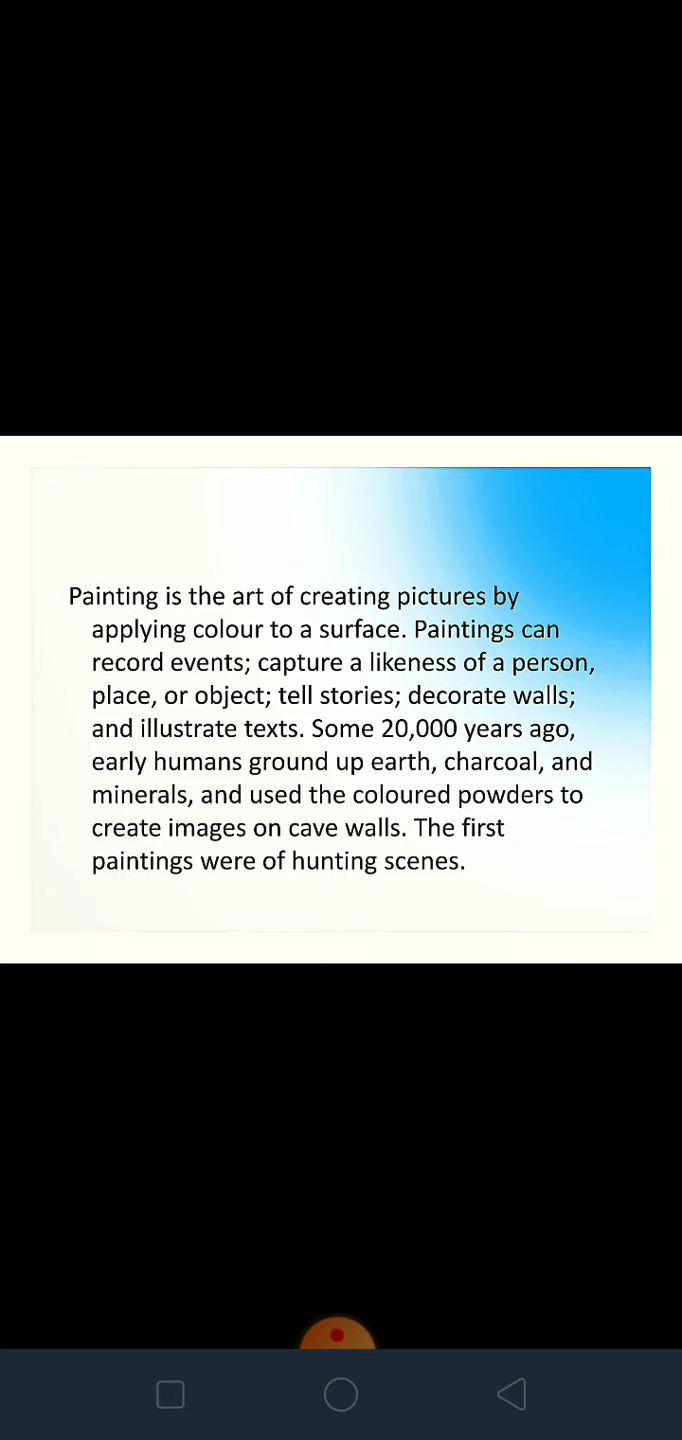 Painting is the art of creating pictures by
applying colour to a surface. Paintings can
record events; capture a likeness of a person,
place, or object; tell stories; decorate walls;
and illustrate texts. Some 20,000 years ago,
early humans ground up earth, charcoal, and
minerals, and used the coloured powders to
create images on cave walls. The first
paintings were of hunting scenes.